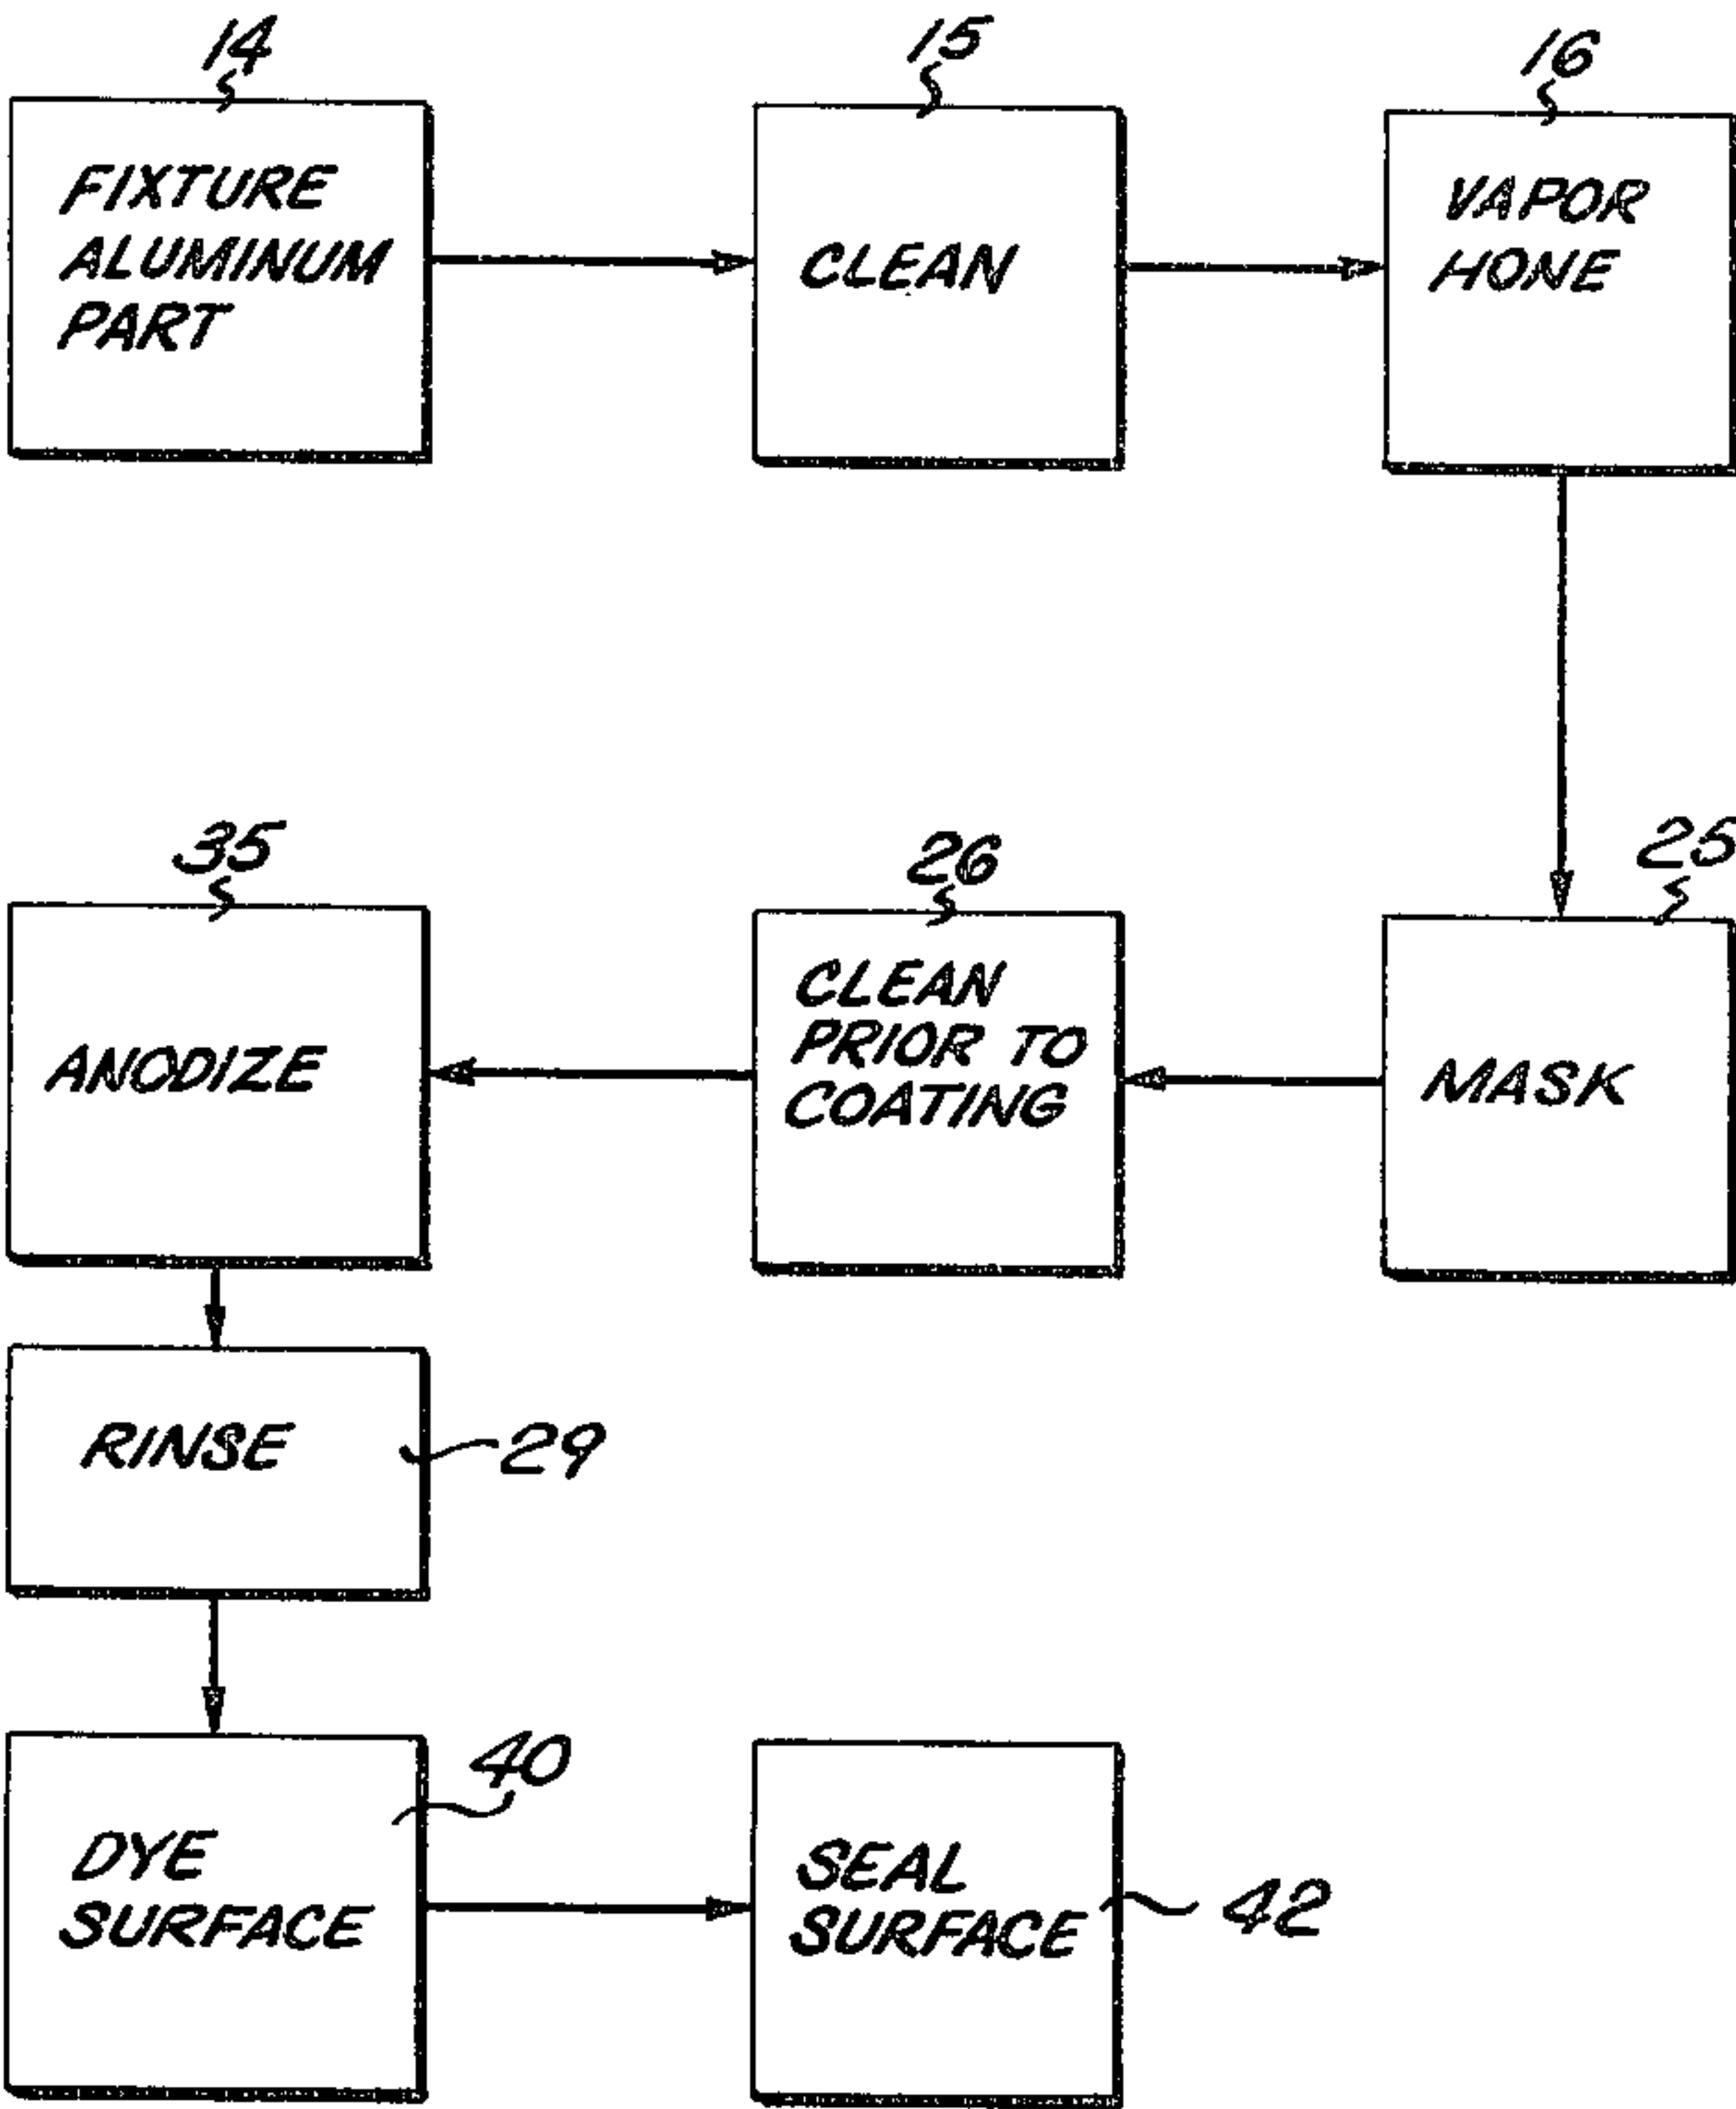 14
FIXTURE
ALUMINUM
PART
15
CLEAN
16
VAPOR
HONE
25
MASK
26
CLEAN
PRIOR TO
COATING
35
ANODIZE
RINSE
29
40
DYE
SURFACE
SEAL
SURFACE
42